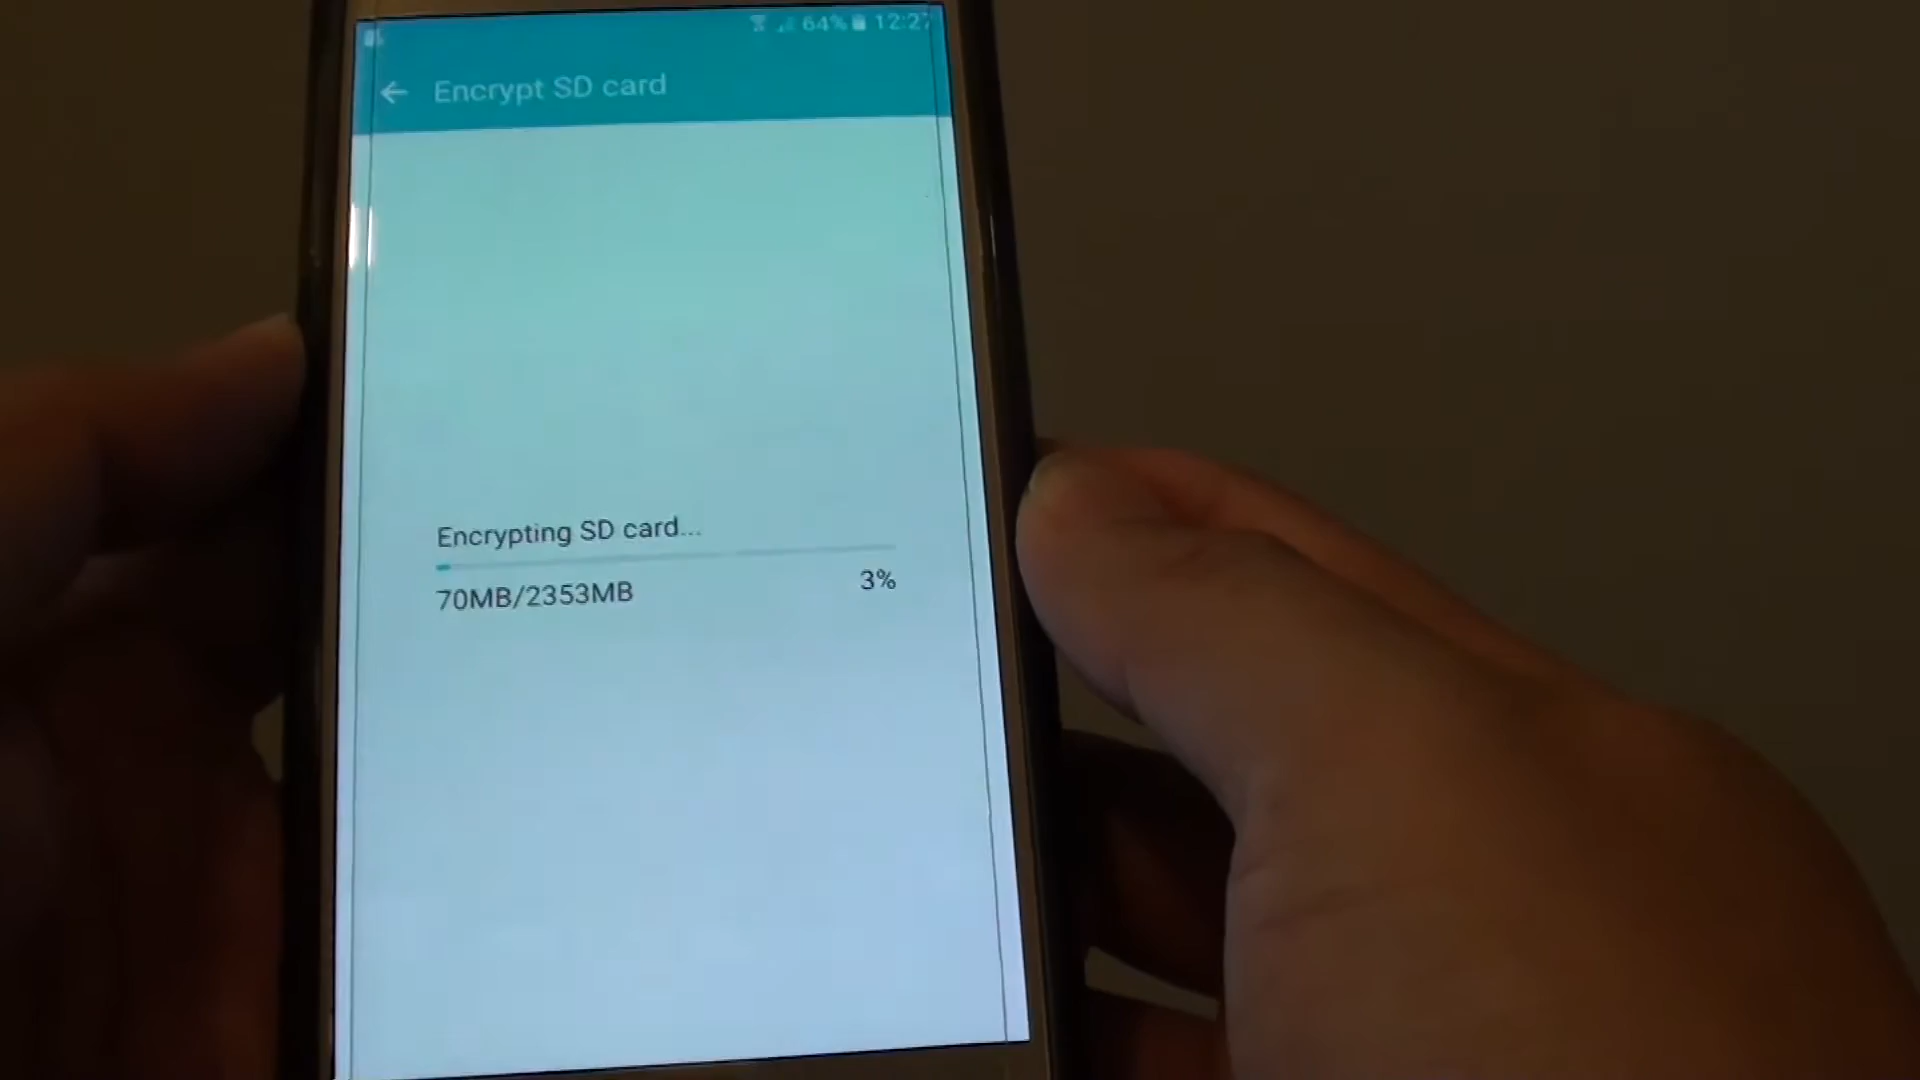 64% 12:27
Encrypt SD card
Encrypting SD card...
70MB/2353MB 3%